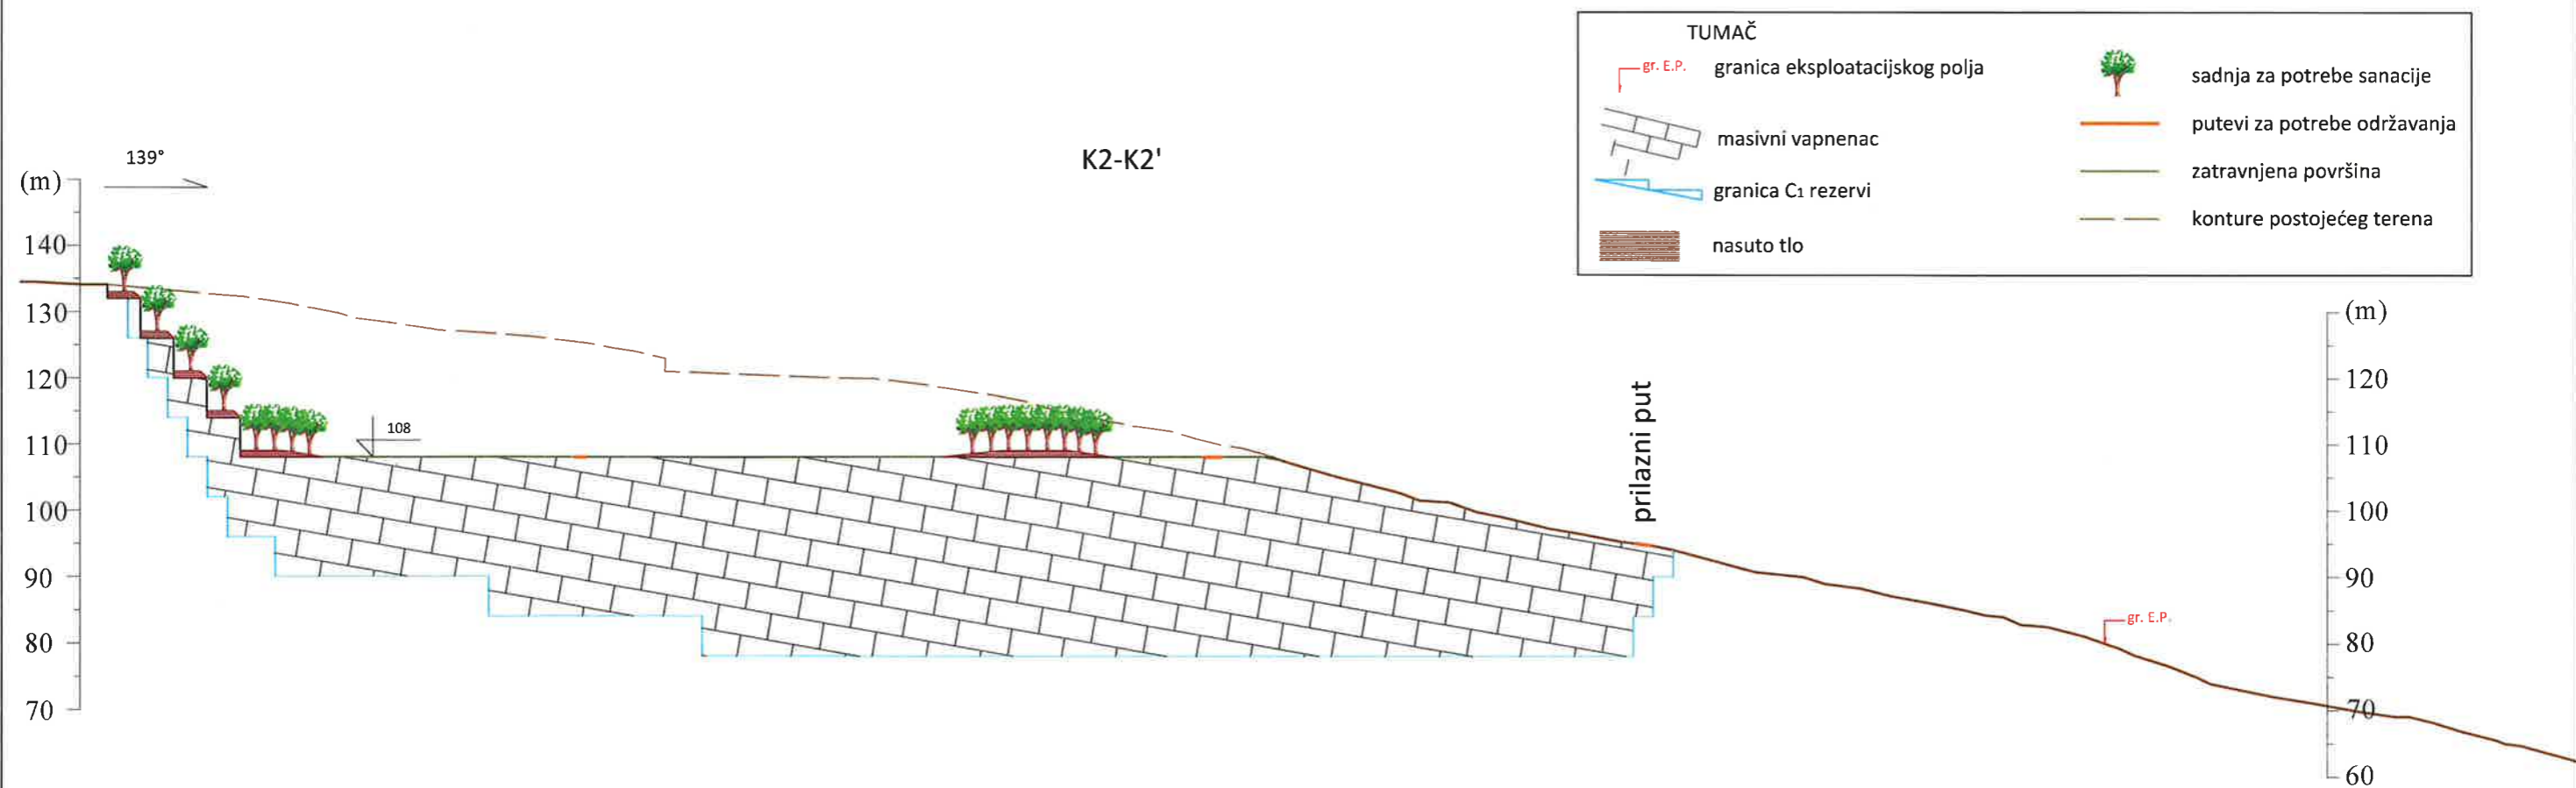 TUMAČ
gr. E.P. granica eksploatacijskog polja
masivni vapnenac
granica C1 rezervi
nasuto tlo
sadnja za potrebe sanacije
putevi za potrebe održavanja
zatravnjena površina
konture postojećeg terena
139°
K2-K2'
(m)
140
130
120
110
100
90
80
70
108
prilazni put
gr. E.P.
(m)
120
110
100
90
80
70
60